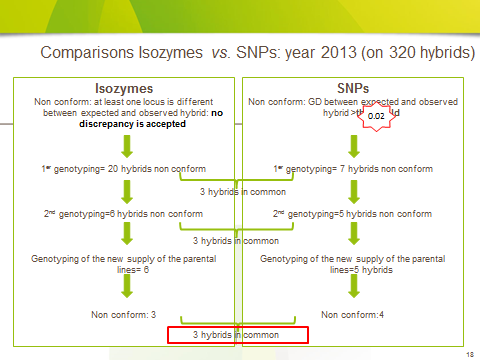 Comparisons Isozymes vs. SNPs: year 2013 (on 320 hybrids)
Isozymes
Non conform: at least one locus is different
between expected and observed hybrid: no
discrepancy is accepted
1er genotyping= 20 hybrids non conform
2nd genotyping=6 hybrids non conform
Genotyping of the new supply of the parental
lines= 6
Non conform: 3
SNPs
Non conform: GD between expected and observed
hybrid >
0.02
1er genotyping= 7 hybrids non conform
2nd genotyping=5 hybrids non conform
Genotyping of the new supply of the parental
lines=5 hybrids
Non conform:4
3 hybrids in common
3 hybrids in common
3 hybrids in common
18